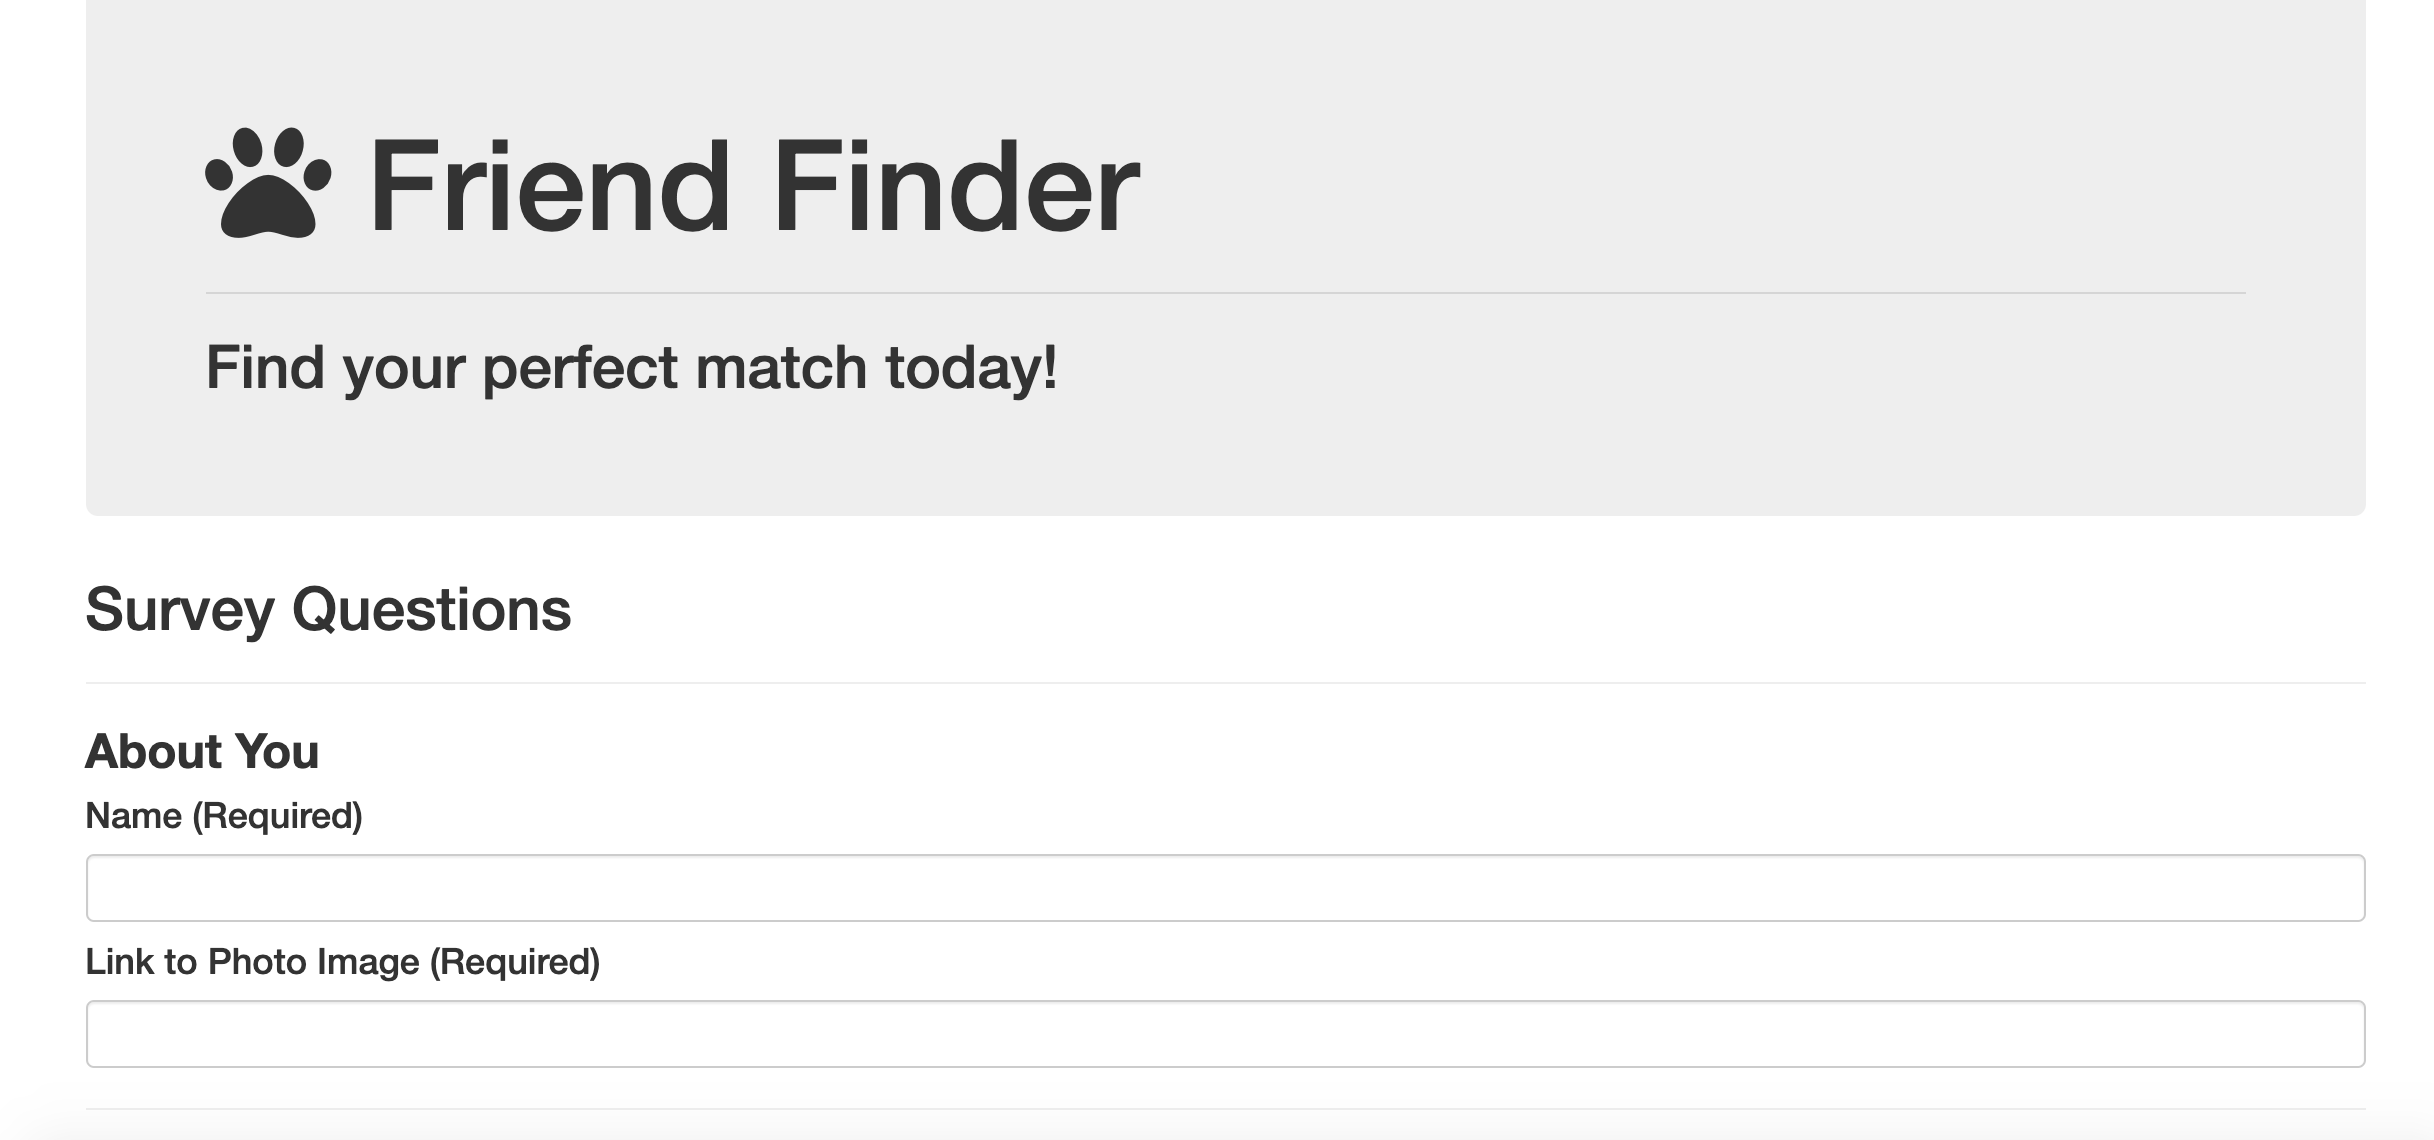 Friend Finder
Find your perfect match today!
Survey Questions
About You
Name (Required)
Link to Photo Image (Required)